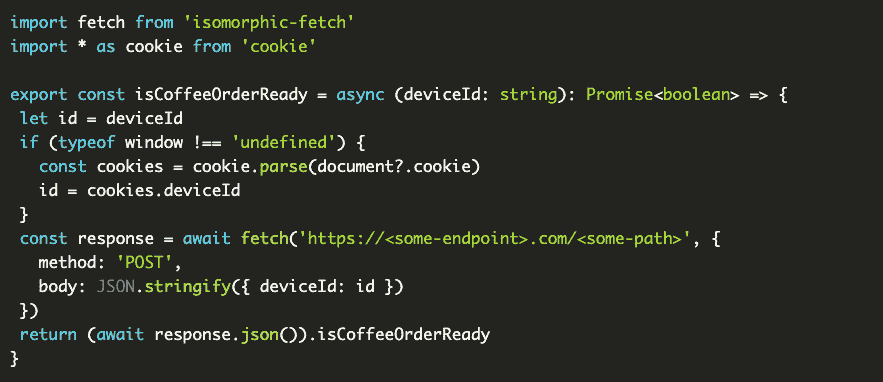 import fetch from 'isomorphic-fetch'
import * as cookie from 'cookie'

export const isCoffeeOrderReady = async (deviceId: string): Promise<boolean> => {
 let id = deviceId
 if (typeof window !== 'undefined') {
   const cookies = cookie.parse(document?.cookie)
   id = cookies.deviceId
 }
 const response = await fetch('https://<some-endpoint>.com/<some-path>', {
   method: 'POST',
   body: JSON.stringify({ deviceId: id })
 })
 return (await response.json()).isCoffeeOrderReady
}